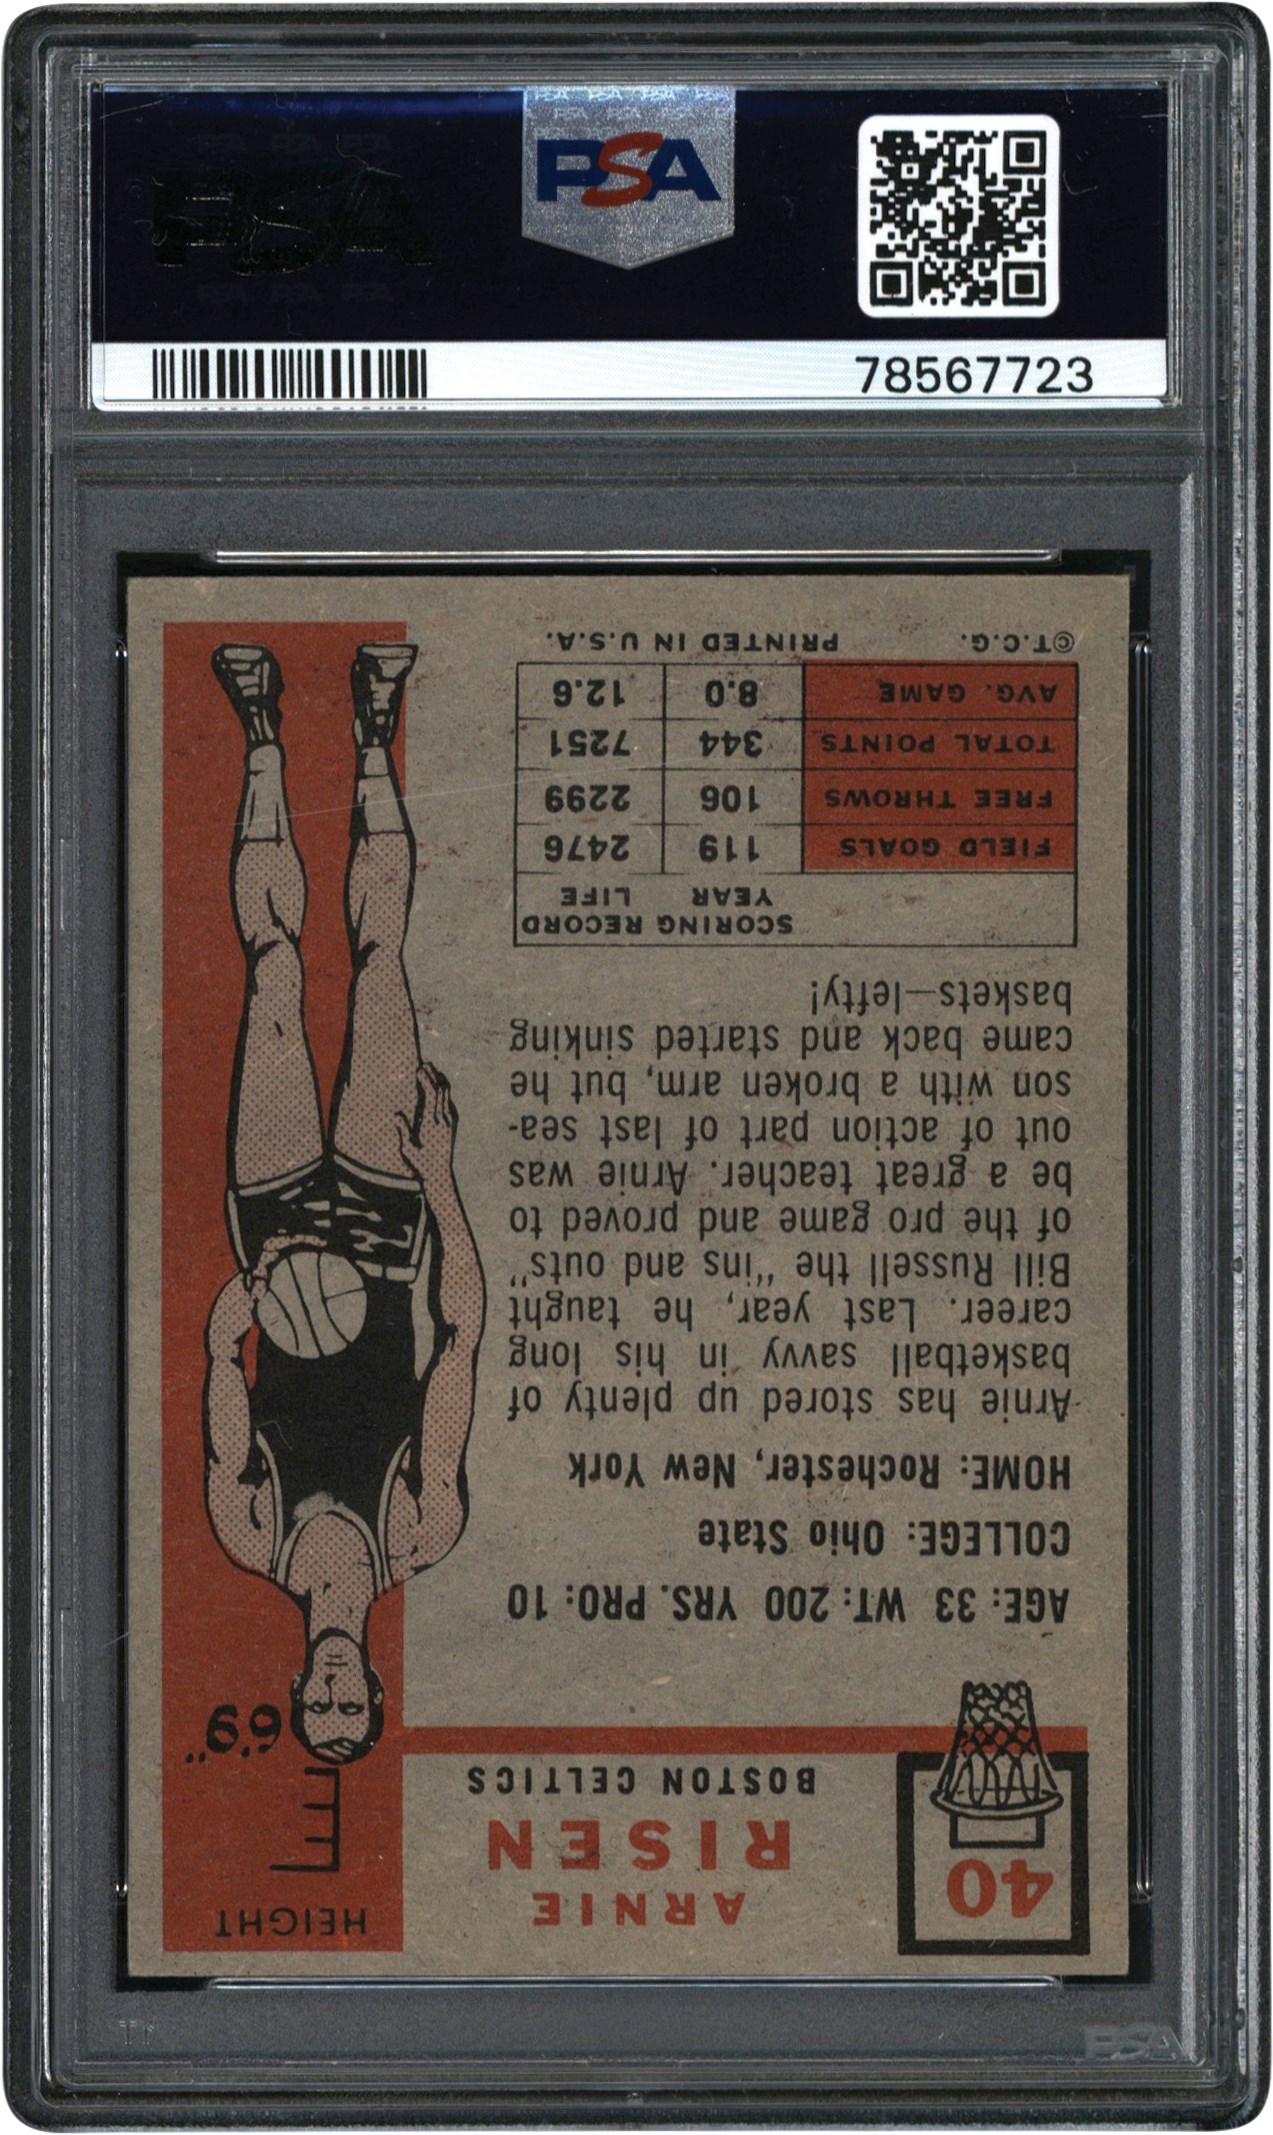 PSA
78567723
40
ARNIE
RISEN
BOSTON CELTICS
HEIGHT
6'9"
AGE: 33 WT: 200 YRS. PRO: 10
COLLEGE: Ohio State
HOME: Rochester, New York
Arnie has stored up plenty of
basketball savvy in his long
career. Last year, he taught
Bill Russell the "ins and outs"
of the pro game and proved to
be a great teacher. Arnie was
out of action part of last sea-
son with a broken arm, but he
came back and started sinking
baskets—lefty!
SCORING RECORD
YEAR LIFE
FIELD GOALS 119 2476
FREE THROWS 106 2299
TOTAL POINTS 344 7251
AVG. GAME 8.0 12.6
©T.C.G. PRINTED IN U.S.A.
PSA